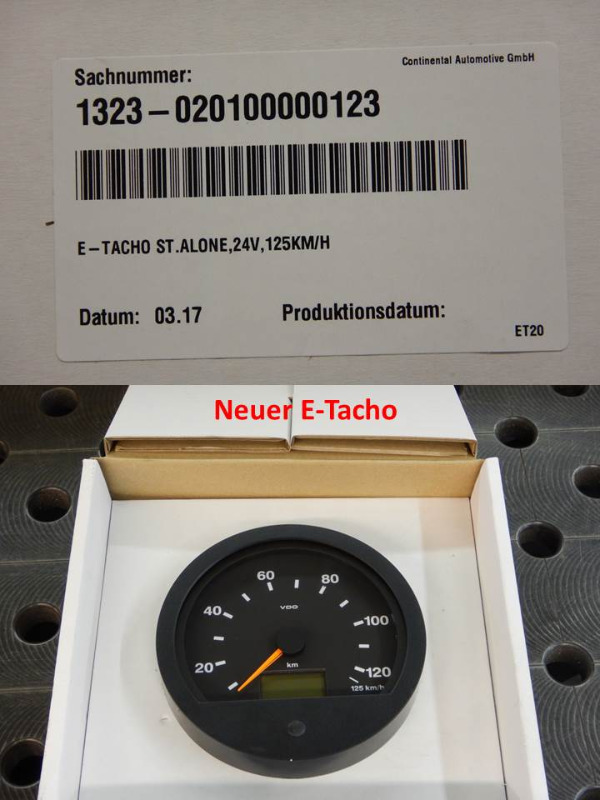 Continental Automotive GmbH
Sachnummer:
1323-020100000123
E-TACHO ST.ALONE,24V,125KM/H
Datum: 03.17 Produktionsdatum:
ET20
Neuer E-Tacho
60 80
VDO
40 100
km
20 120
125 km/h